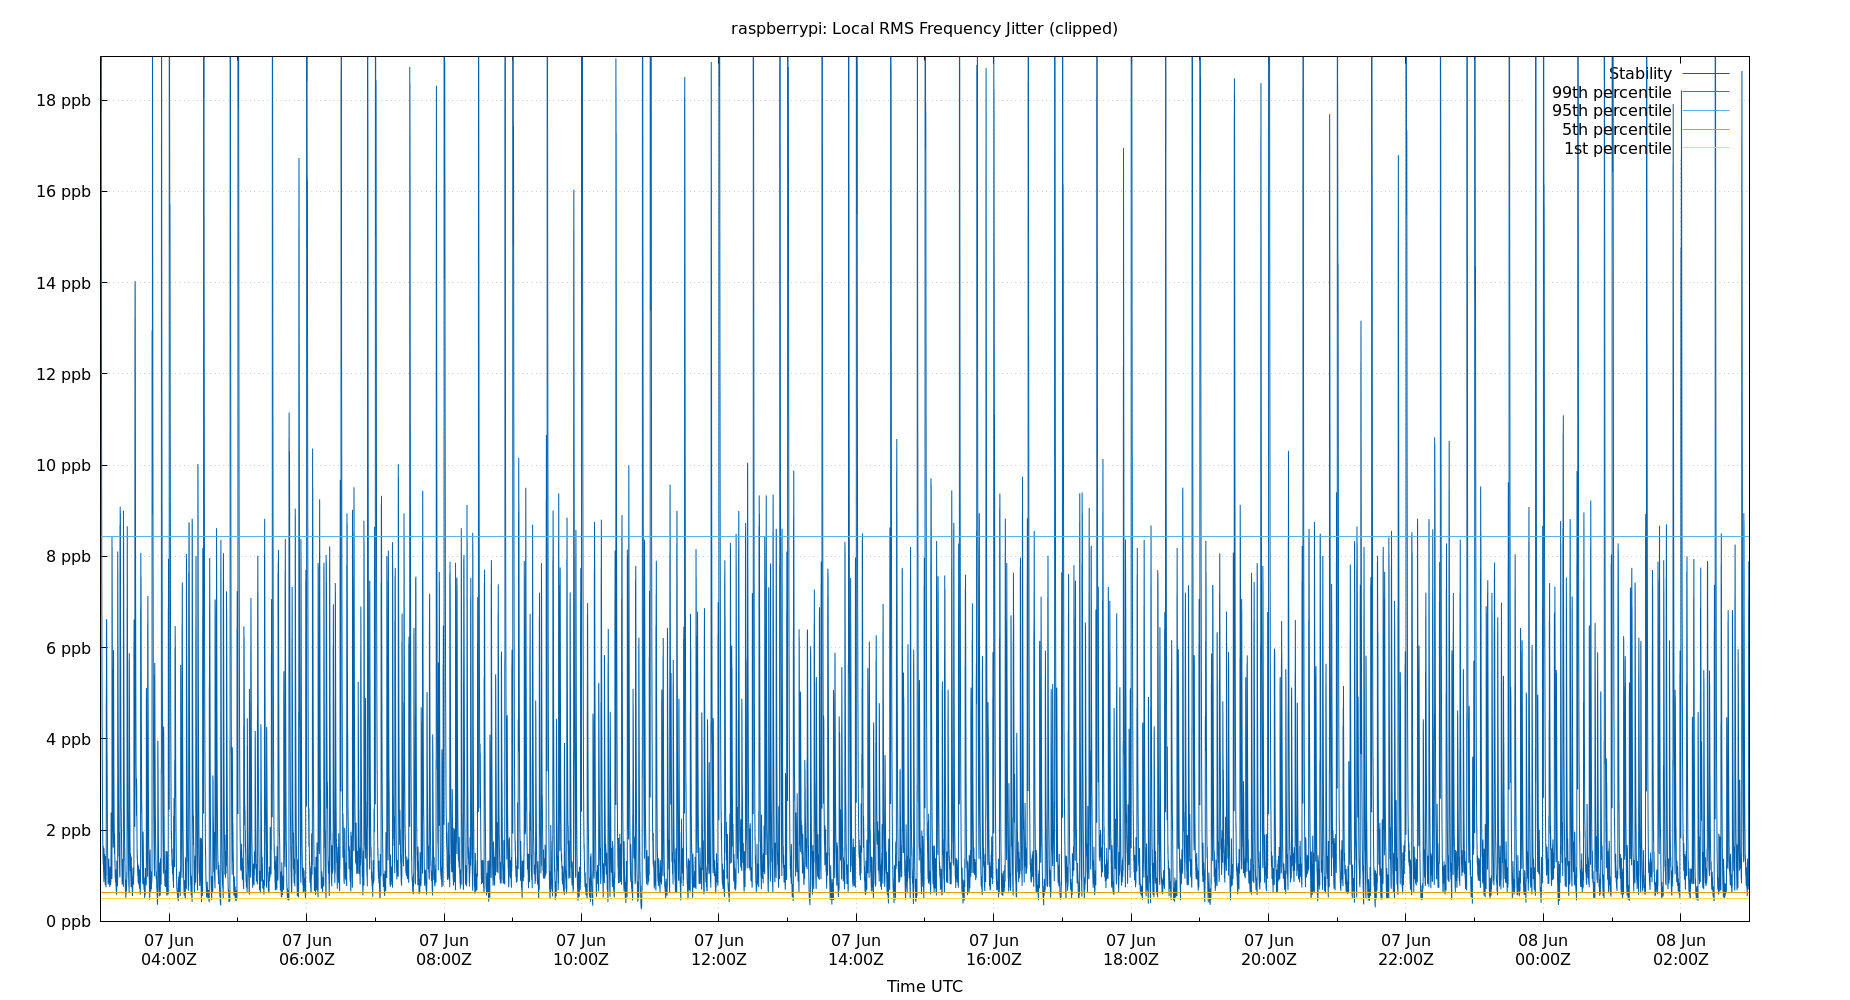 raspberrypi: Local RMS Frequency Jitter (clipped)
Stability
99th percentile
95th percentile
5th percentile
1st percentile
18 ppb
16 ppb
14 ppb
12 ppb
10 ppb
8 ppb
6 ppb
4 ppb
2 ppb
0 ppb
07 Jun 07 Jun 07 Jun 07 Jun 07 Jun 07 Jun 07 Jun 07 Jun 07 Jun 07 Jun 08 Jun 08 Jun
04:00Z 06:00Z 08:00Z 10:00Z 12:00Z 14:00Z 16:00Z 18:00Z 20:00Z 22:00Z 00:00Z 02:00Z
Time UTC